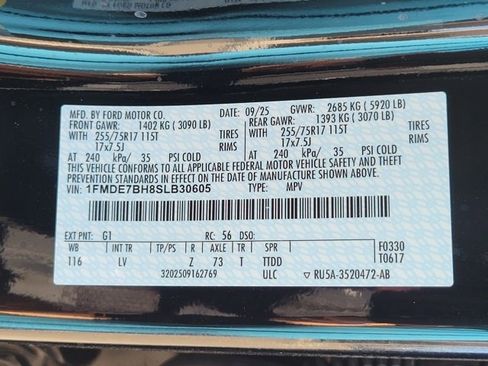 MFD. BY FORD MOTOR CO.
DATE: 09/25 GVWR: 2685 KG (5920 LB)
FRONT GAWR: 1402 KG (3090 LB) REAR GAWR: 1393 KG (3070 LB)
WITH 255/75R17 115T TIRES WITH 255/75R17 115T TIRES
17x7.5J RIMS 17x7.5J RIMS
AT 240 kPa/ 35 PSI COLD AT 240 kPa/ 35 PSI COLD
THIS VEHICLE CONFORMS TO ALL APPLICABLE FEDERAL MOTOR VEHICLE SAFETY AND THEFT
PREVENTION STANDARDS IN EFFECT ON THE DATE OF MANUFACTURE SHOWN ABOVE.
VIN: 1FMDE7BH8SLB30605 TYPE: MPV
EXT PNT: G1 RC: 56 DSO:
WB INT TR TP/PS R AXLE TR SPR F0330
116 LV Z 73 T TTDD T0617
3202509162769 ULC ▽ RU5A-3520472-AB